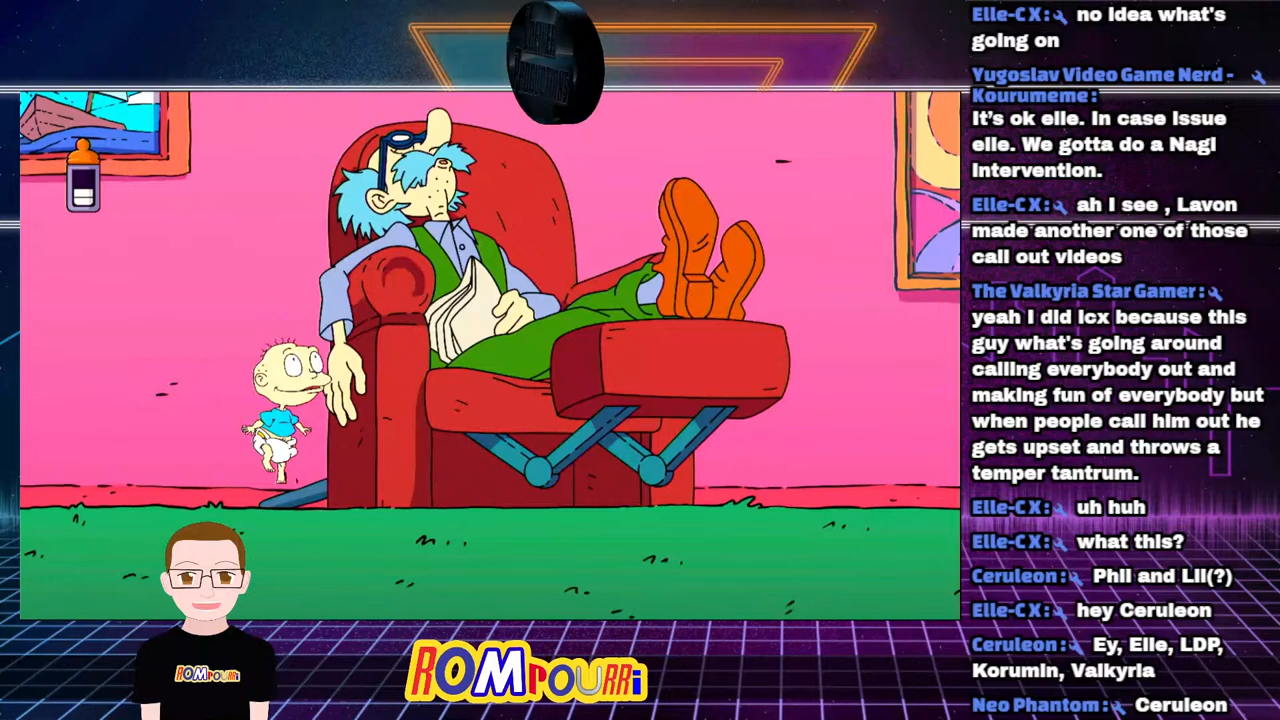 Elle-CX: no idea what's
going on
Yugoslav Video Game Nerd -
Kourumeme:
It's ok elle. In case Issue
elle. We gotta do a Nagi
Intervention.
Elle-CX: ah I see , Lavon
made another one of those
call out videos
The Valkyria Star Gamer:
yeah I did lcx because this
guy what's going around
calling everybody out and
making fun of everybody but
when people call him out he
gets upset and throws a
temper tantrum.
Elle-CX: uh huh
Elle-CX: what this?
Ceruleon: Phil and Lil(?)
Elle-CX: hey Ceruleon
Ceruleon: Ey, Elle, LDP,
Korumin, Valkyria
Neo Phantom: Ceruleon
ROMPOURRi
ROMPOURRi